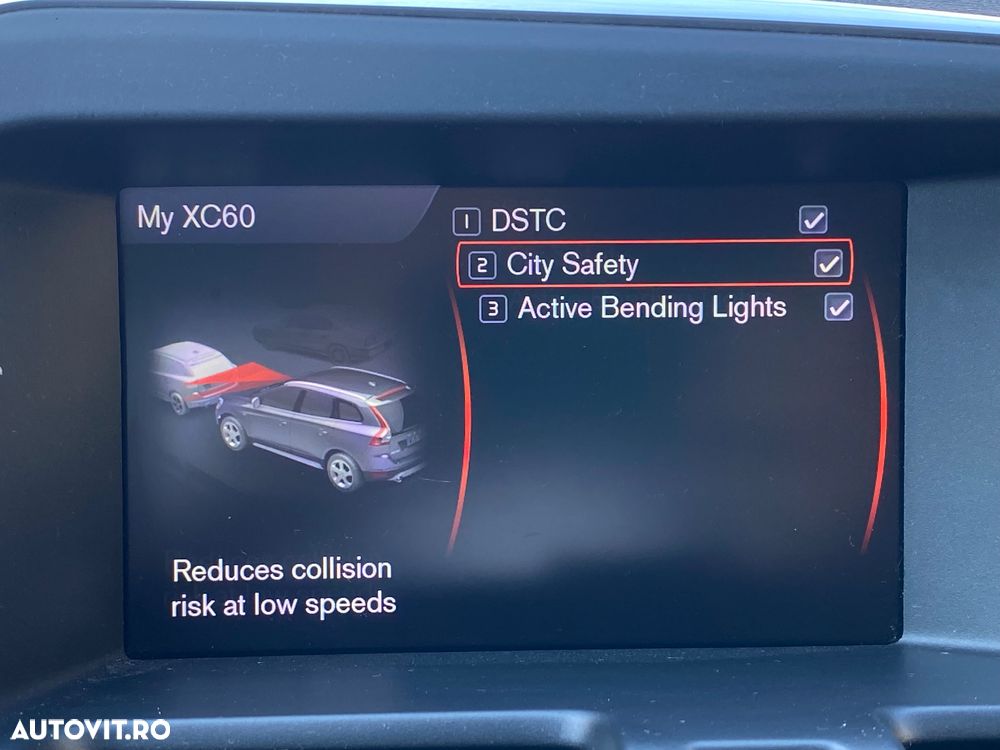 My XC60
1 DSTC
2 City Safety
3 Active Bending Lights
Reduces collision
risk at low speeds
AUTOVIT.RO